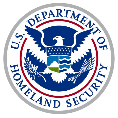 U.S. DEPARTMENT OF
HOMELAND SECURITY